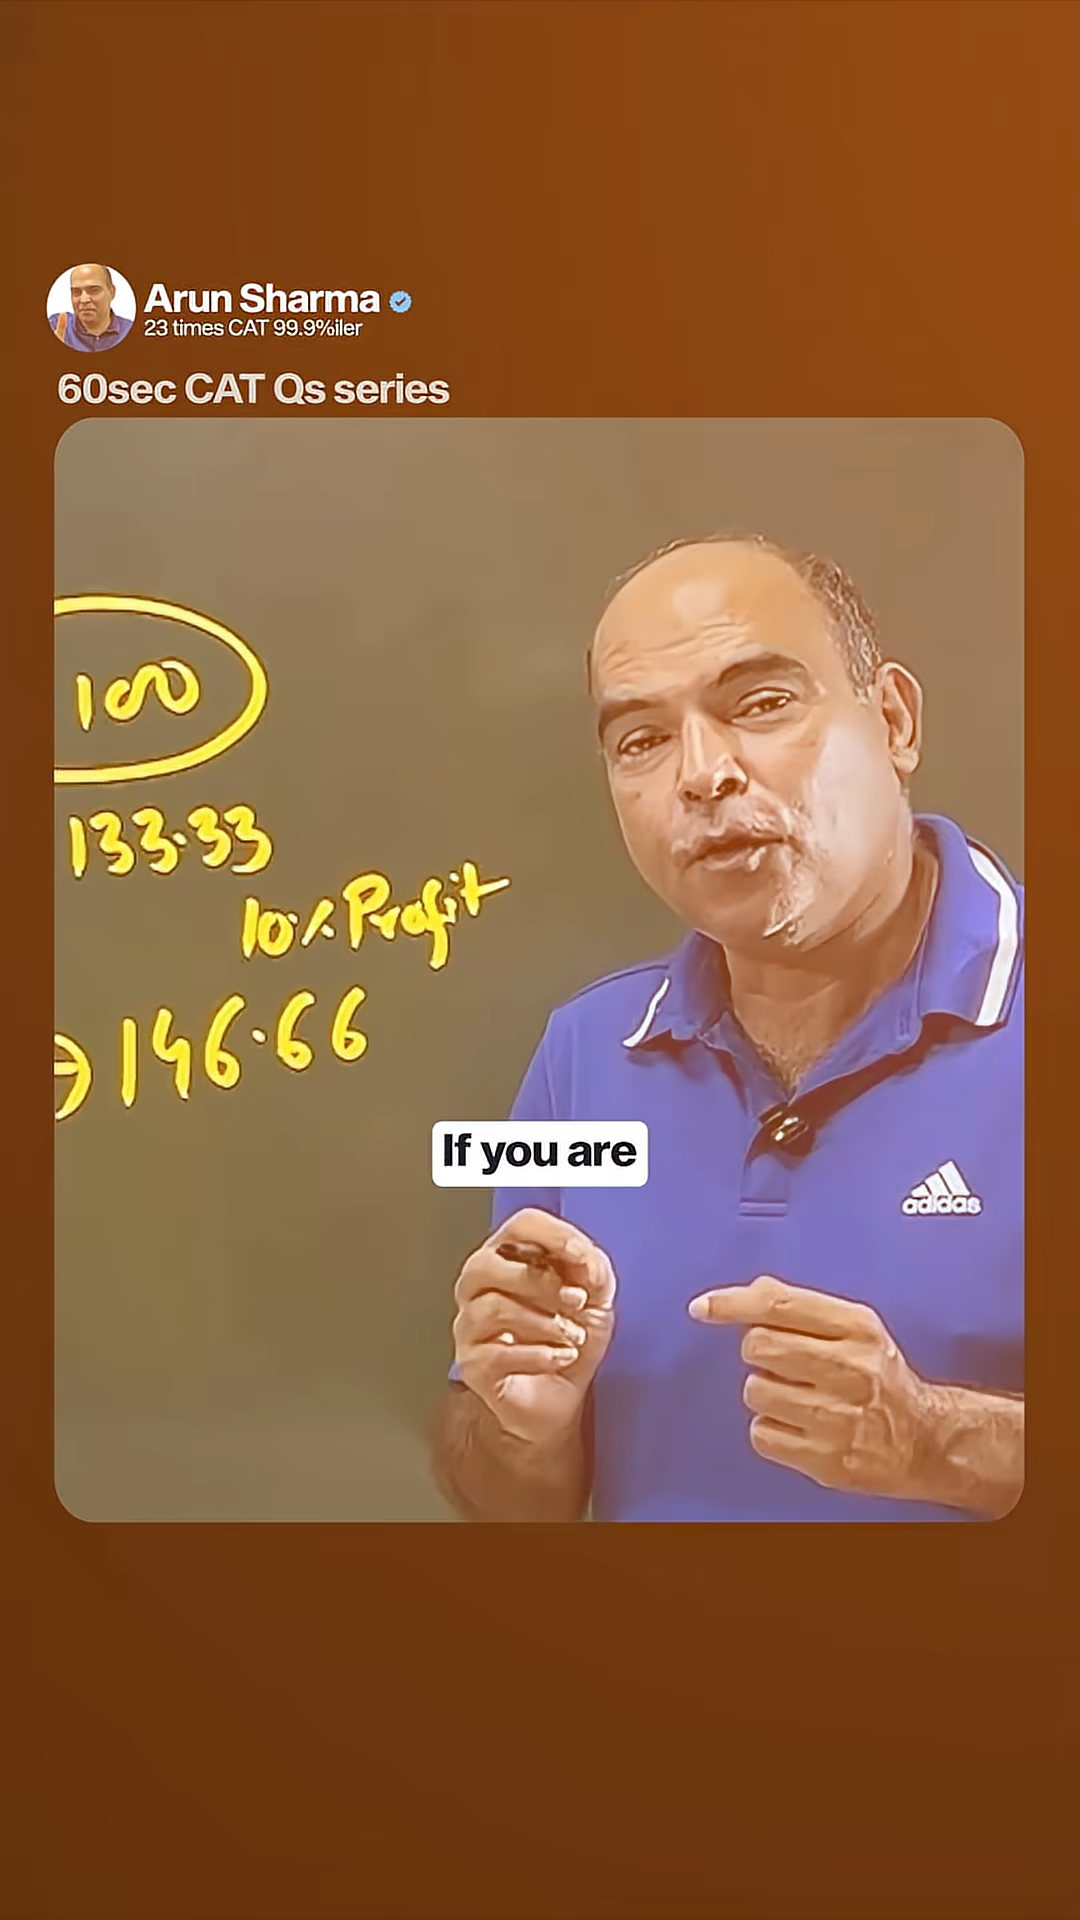 Arun Sharma
23 times CAT 99.9%iler
60sec CAT Qs series
100
133.33
10% Profit
146.66
If you are
adidas